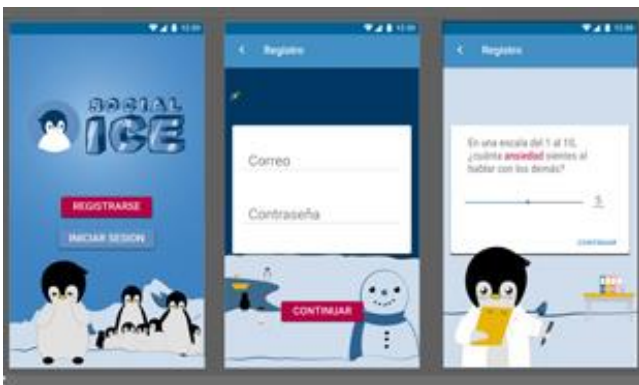 SOCIAL
ICE
REGISTRARSE
INICIAR SESION
Registro
Correo
Contraseña
CONTINUAR
Registro
En una escala del 1 al 10,
¿cuánta ansiedad sientes al
hablar con los demás?
5
CONTINUAR